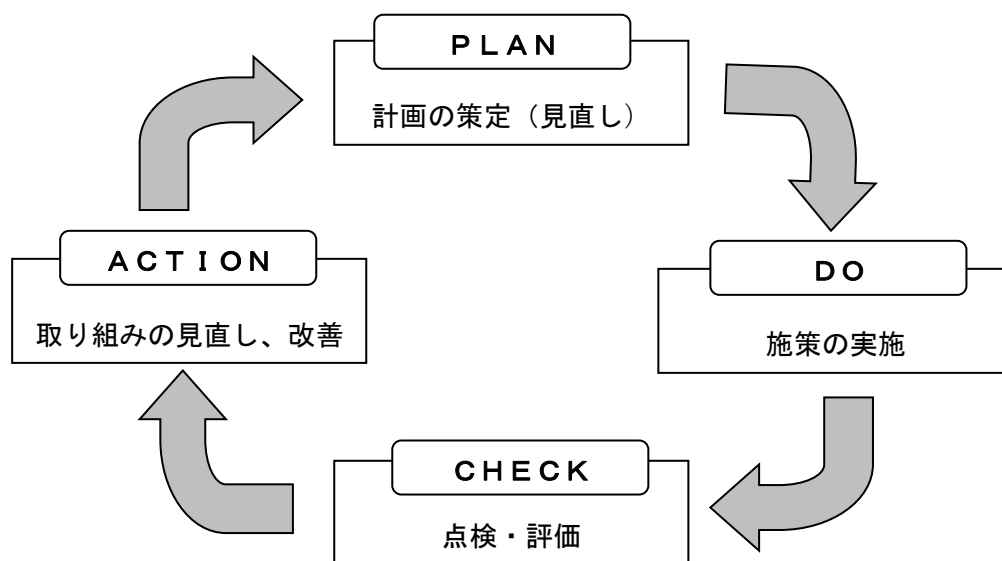 ＰＬＡＮ
計画の策定（見直し）
ＡＣＴＩＯＮ
取り組みの見直し、改善
ＤＯ
施策の実施
ＣＨＥＣＫ
点検・評価